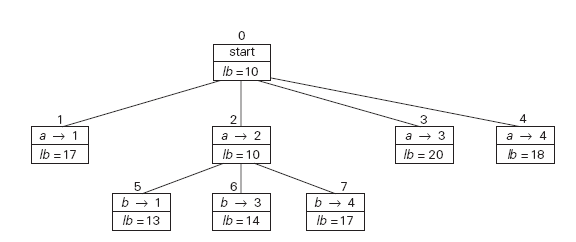 0
start
lb = 10
1 2 3 4
a → 1 a → 2 a → 3 a → 4
lb = 17 lb = 10 lb = 20 lb = 18
5 6 7
b → 1 b → 3 b → 4
lb = 13 lb = 14 lb = 17